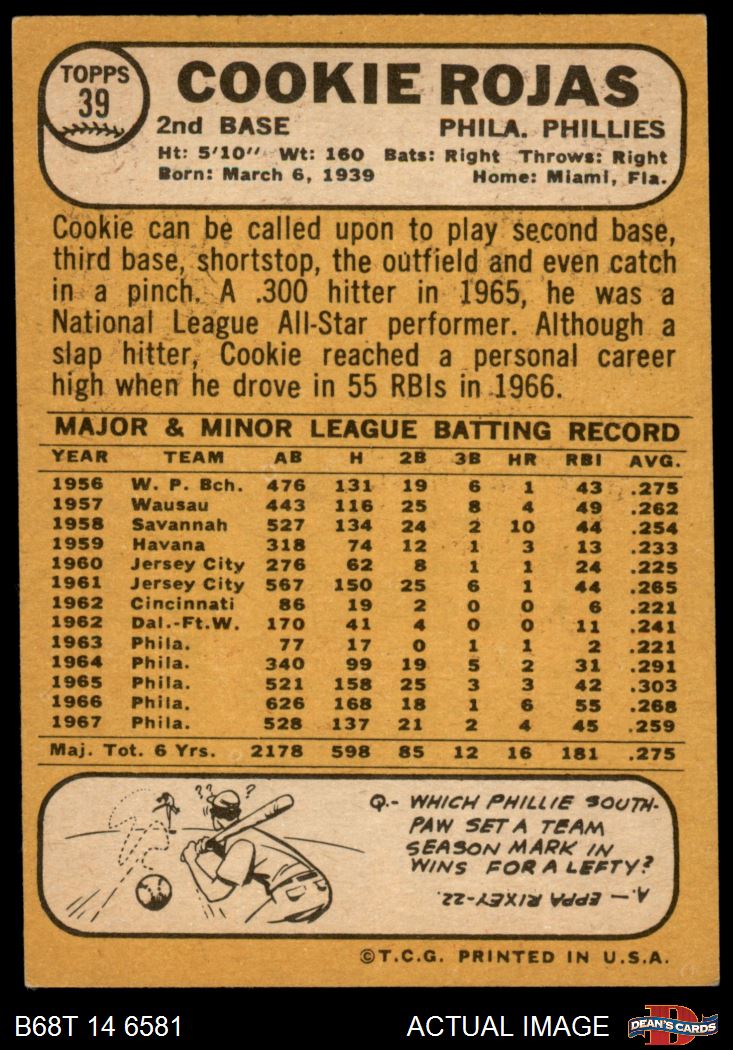 TOPPS
39
COOKIE ROJAS
2nd BASE PHILA. PHILLIES
Ht: 5'10" Wt: 160 Bats: Right Throws: Right
Born: March 6, 1939 Home: Miami, Fla.
Cookie can be called upon to play second base,
third base, shortstop, the outfield and even catch
in a pinch. A .300 hitter in 1965, he was a
National League All-Star performer. Although a
slap hitter, Cookie reached a personal career
high when he drove in 55 RBIs in 1966.
MAJOR & MINOR LEAGUE BATTING RECORD
YEAR TEAM AB H 2B 3B HR RBI AVG.
1956 W. P. Bch. 476 131 19 6 1 43 .275
1957 Wausau 443 116 25 8 4 49 .262
1958 Savannah 527 134 24 2 10 44 .254
1959 Havana 318 74 12 1 3 13 .233
1960 Jersey City 276 62 8 1 1 24 .225
1961 Jersey City 567 150 25 6 1 44 .265
1962 Cincinnati 86 19 2 0 0 6 .221
1962 Dal.-Ft.W. 170 41 4 0 0 11 .241
1963 Phila. 77 17 0 1 1 2 .221
1964 Phila. 340 99 19 5 2 31 .291
1965 Phila. 521 158 25 3 3 42 .303
1966 Phila. 626 168 18 1 6 55 .268
1967 Phila. 528 137 21 2 4 45 .259
Maj. Tot. 6 Yrs. 2178 598 85 12 16 181 .275
?? ?
Q.- WHICH PHILLIE SOUTH-
PAW SET A TEAM
SEASON MARK IN
WINS FOR A LEFTY?
A.— EPPA RIXEY-22.
©T.C.G. PRINTED IN U.S.A.
B68T 14 6581 ACTUAL IMAGE D DEAN'S CARDS